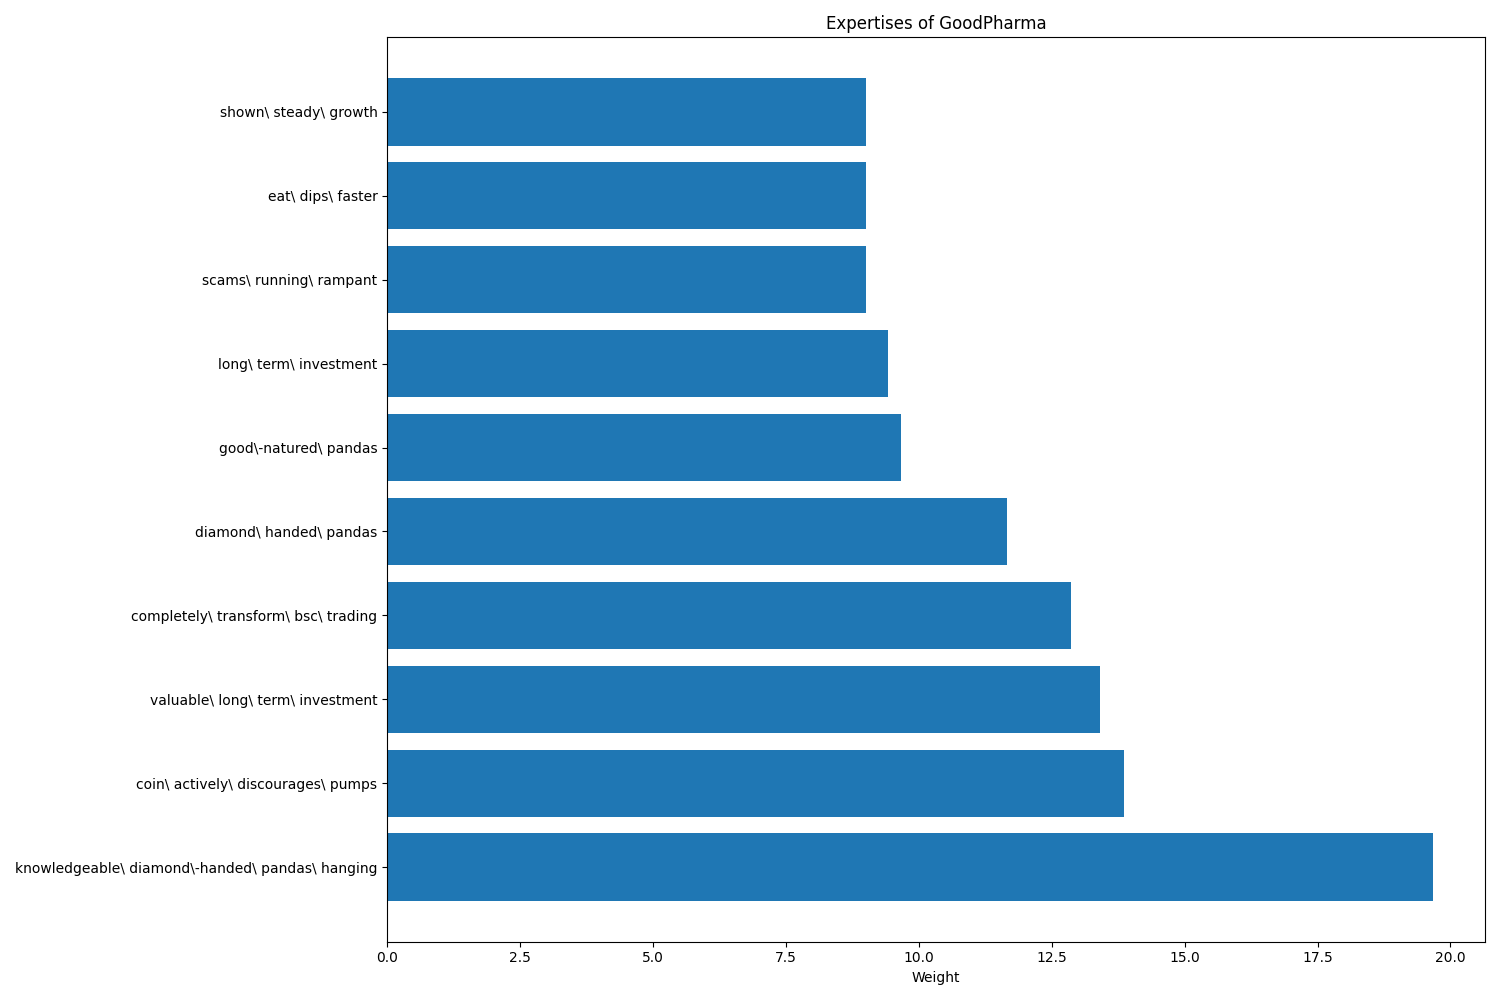 Expertises of GoodPharma
shown\ steady\ growth
eat\ dips\ faster
scams\ running\ rampant
long\ term\ investment
good\-natured\ pandas
diamond\ handed\ pandas
completely\ transform\ bsc\ trading
valuable\ long\ term\ investment
coin\ actively\ discourages\ pumps
knowledgeable\ diamond\-handed\ pandas\ hanging
0.0 2.5 5.0 7.5 10.0 12.5 15.0 17.5 20.0
Weight